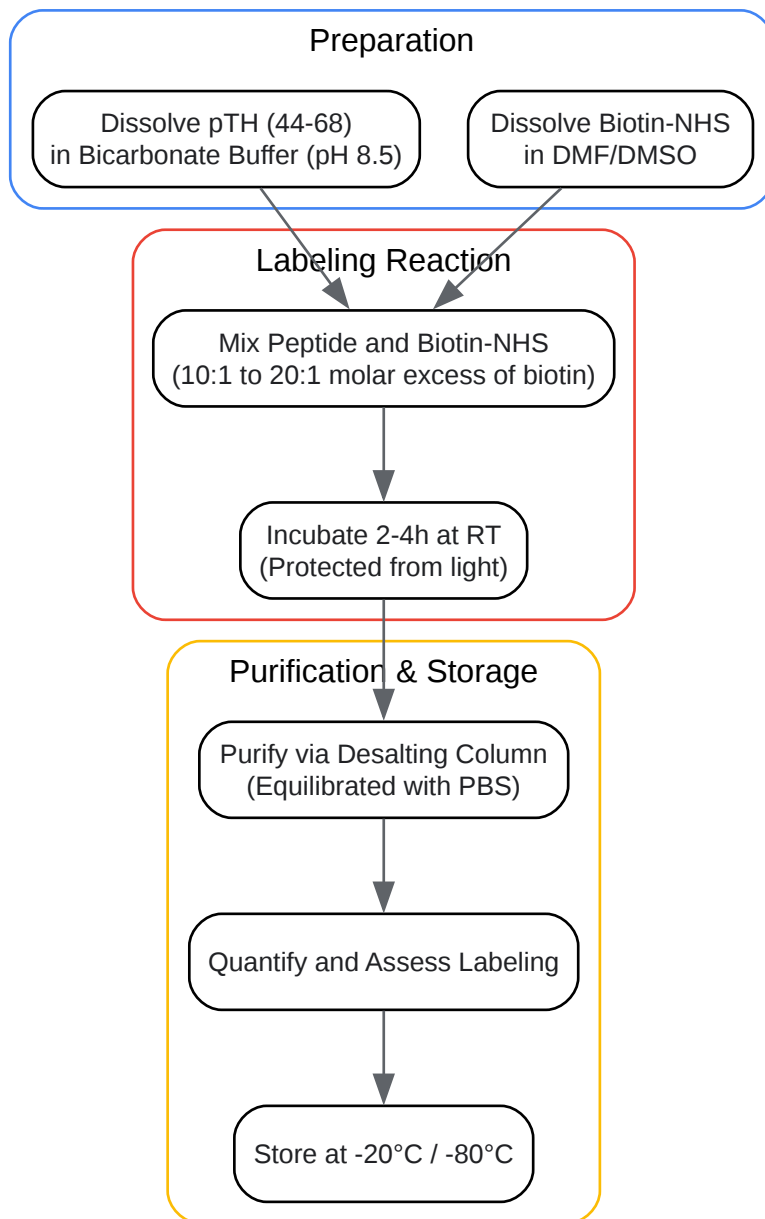 Preparation
Dissolve pTH (44-68)
in Bicarbonate Buffer (pH 8.5)
Dissolve Biotin-NHS
in DMF/DMSO
Labeling Reaction
Mix Peptide and Biotin-NHS
(10:1 to 20:1 molar excess of biotin)
Incubate 2-4h at RT
(Protected from light)
Purification & Storage
Purify via Desalting Column
(Equilibrated with PBS)
Quantify and Assess Labeling
Store at -20°C / -80°C